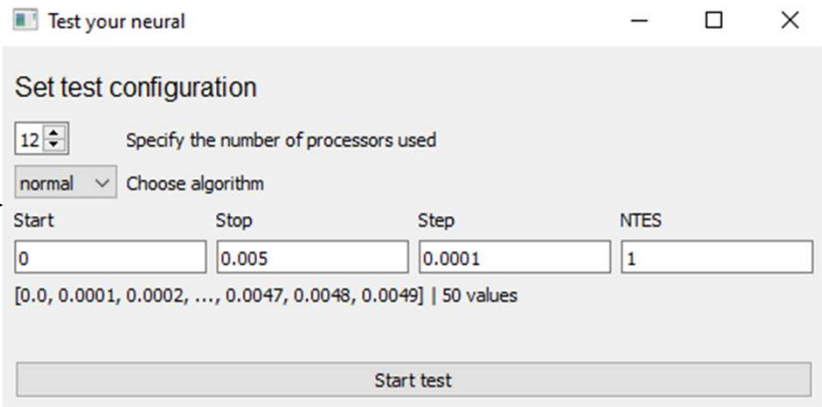 Test your neural
Set test configuration
12 Specify the number of processors used
normal Choose algorithm
Start Stop Step NTES
0 0.005 0.0001 1
[0.0, 0.0001, 0.0002, ..., 0.0047, 0.0048, 0.0049] | 50 values
Start test